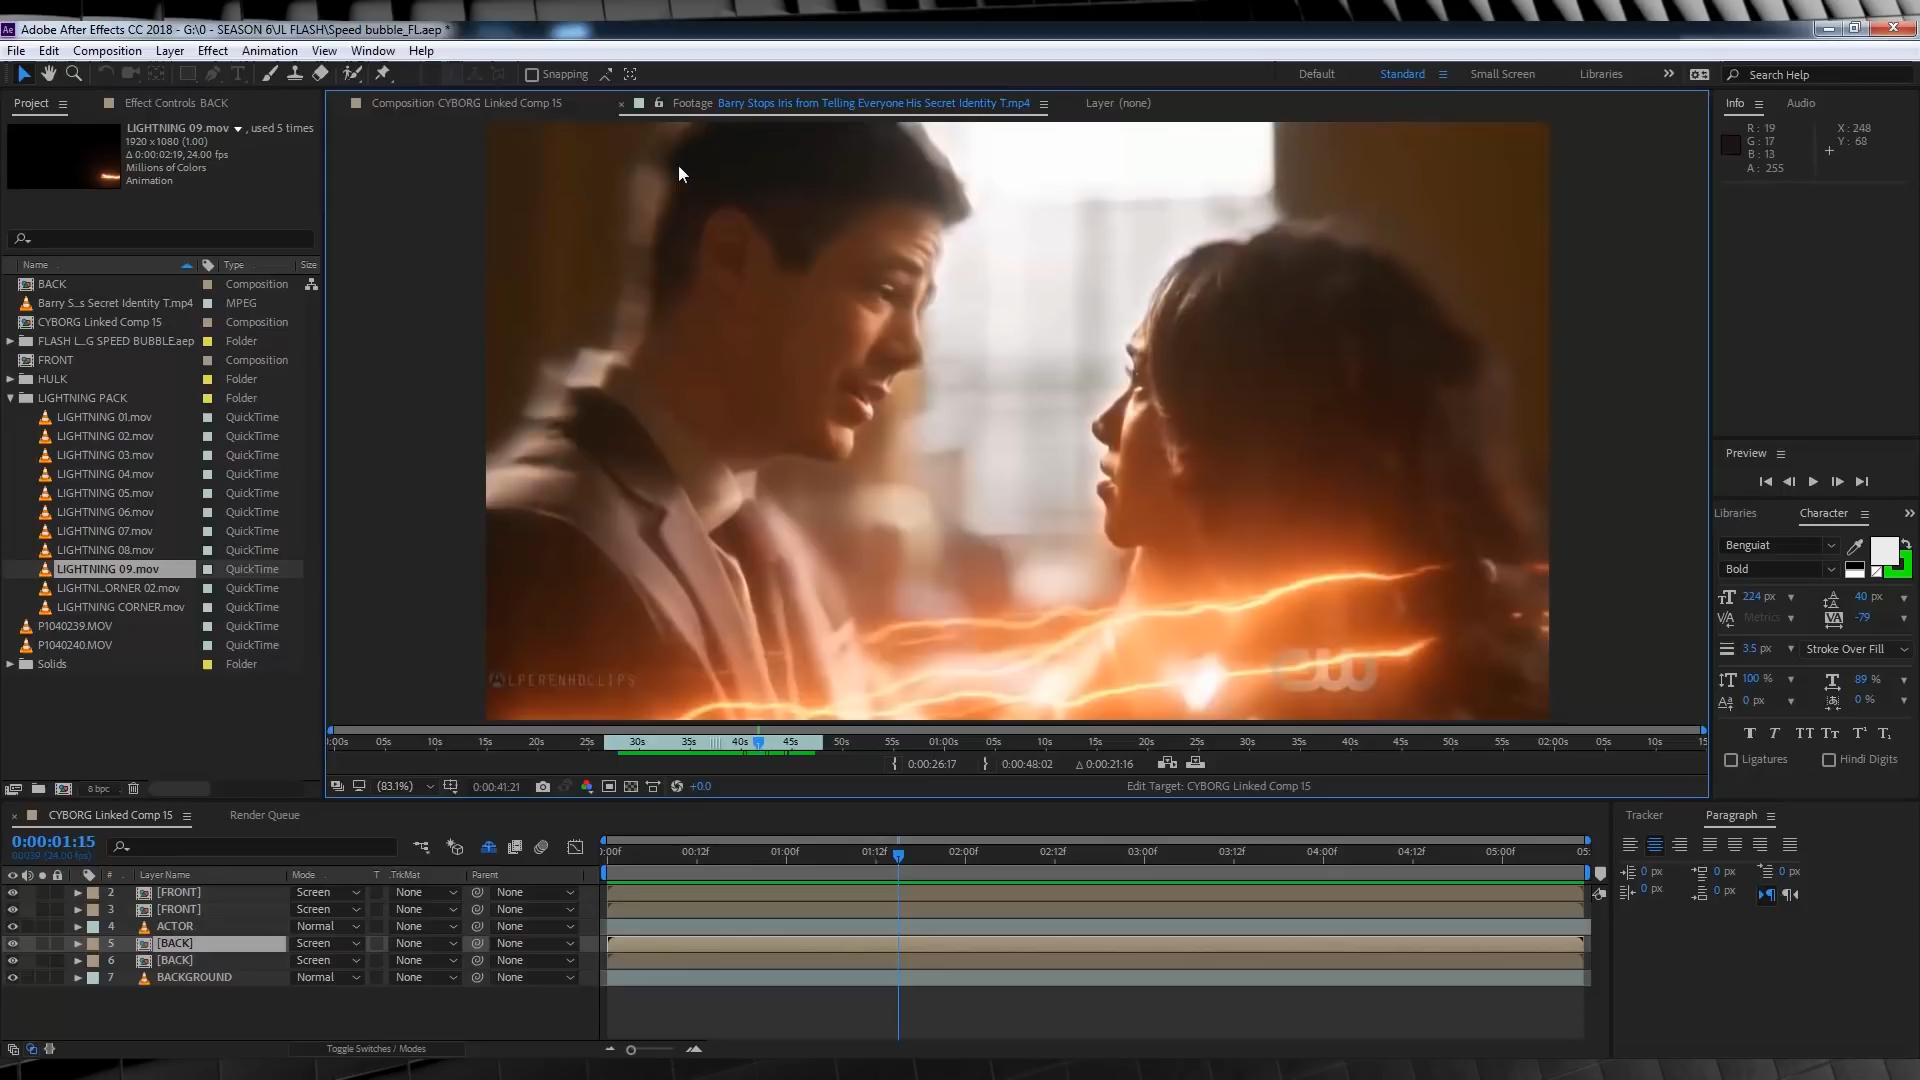 Adobe After Effects CC 2018 - G:\0 - SEASON 6\JL FLASH\Speed bubble_FL.aep *
File Edit Composition Layer Effect Animation View Window Help
Snapping Default Standard Small Screen Libraries Search Help
Project Effect Controls BACK
LIGHTNING 09.mov , used 5 times
1920 x 1080 (1.00)
Δ 0:00:02:19, 24.00 fps
Millions of Colors
Animation
Name Type Size
BACK Composition
Barry S...s Secret Identity T.mp4 MPEG
CYBORG Linked Comp 15 Composition
FLASH L...G SPEED BUBBLE.aep Folder
FRONT Composition
HULK Folder
LIGHTNING PACK Folder
LIGHTNING 01.mov QuickTime
LIGHTNING 02.mov QuickTime
LIGHTNING 03.mov QuickTime
LIGHTNING 04.mov QuickTime
LIGHTNING 05.mov QuickTime
LIGHTNING 06.mov QuickTime
LIGHTNING 07.mov QuickTime
LIGHTNING 08.mov QuickTime
LIGHTNING 09.mov QuickTime
LIGHTNI...ORNER 02.mov QuickTime
LIGHTNING CORNER.mov QuickTime
P1040239.MOV QuickTime
P1040240.MOV QuickTime
Solids Folder
8 bpc
Composition CYBORG Linked Comp 15 Footage Barry Stops Iris from Telling Everyone His Secret Identity T.mp4 Layer (none)
ALPERENHDCLIPS
CW
:00s 05s 10s 15s 20s 25s 30s 35s 40s 45s 50s 55s 01:00s 05s 10s 15s 20s 25s 30s 35s 40s 45s 50s 55s 02:00s 05s 10s 15
0:00:26:17 0:00:48:02 Δ 0:00:21:16
(83.1%) 0:00:41:21 +0.0 Edit Target: CYBORG Linked Comp 15
Info Audio
R : 19 X : 248
G : 17 Y : 68
B : 13
A : 255
Preview
Libraries Character
Benguiat
Bold
224 px 40 px
Metrics -79
3.5 px Stroke Over Fill
100 % 89 %
0 px 0 %
T T TT Tт T¹ T₁
Ligatures Hindi Digits
CYBORG Linked Comp 15 Render Queue
0:00:01:15
00039 (24.00 fps)
:00f 00:12f 01:00f 01:12f 02:00f 02:12f 03:00f 03:12f 04:00f 04:12f 05:00f 05:
# Layer Name Mode T TrkMat Parent
2 [FRONT] Screen None None
3 [FRONT] Screen None None
4 ACTOR Normal None None
5 [BACK] Screen None None
6 [BACK] Screen None None
7 BACKGROUND Normal None None
Toggle Switches / Modes
Tracker Paragraph
0 px 0 px 0 px
0 px 0 px